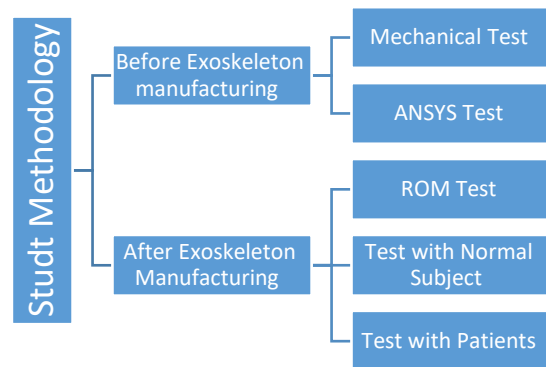 Studt Methodology
Before Exoskeleton
manufacturing
Mechanical Test
ANSYS Test
After Exoskeleton
Manufacturing
ROM Test
Test with Normal
Subject
Test with Patients